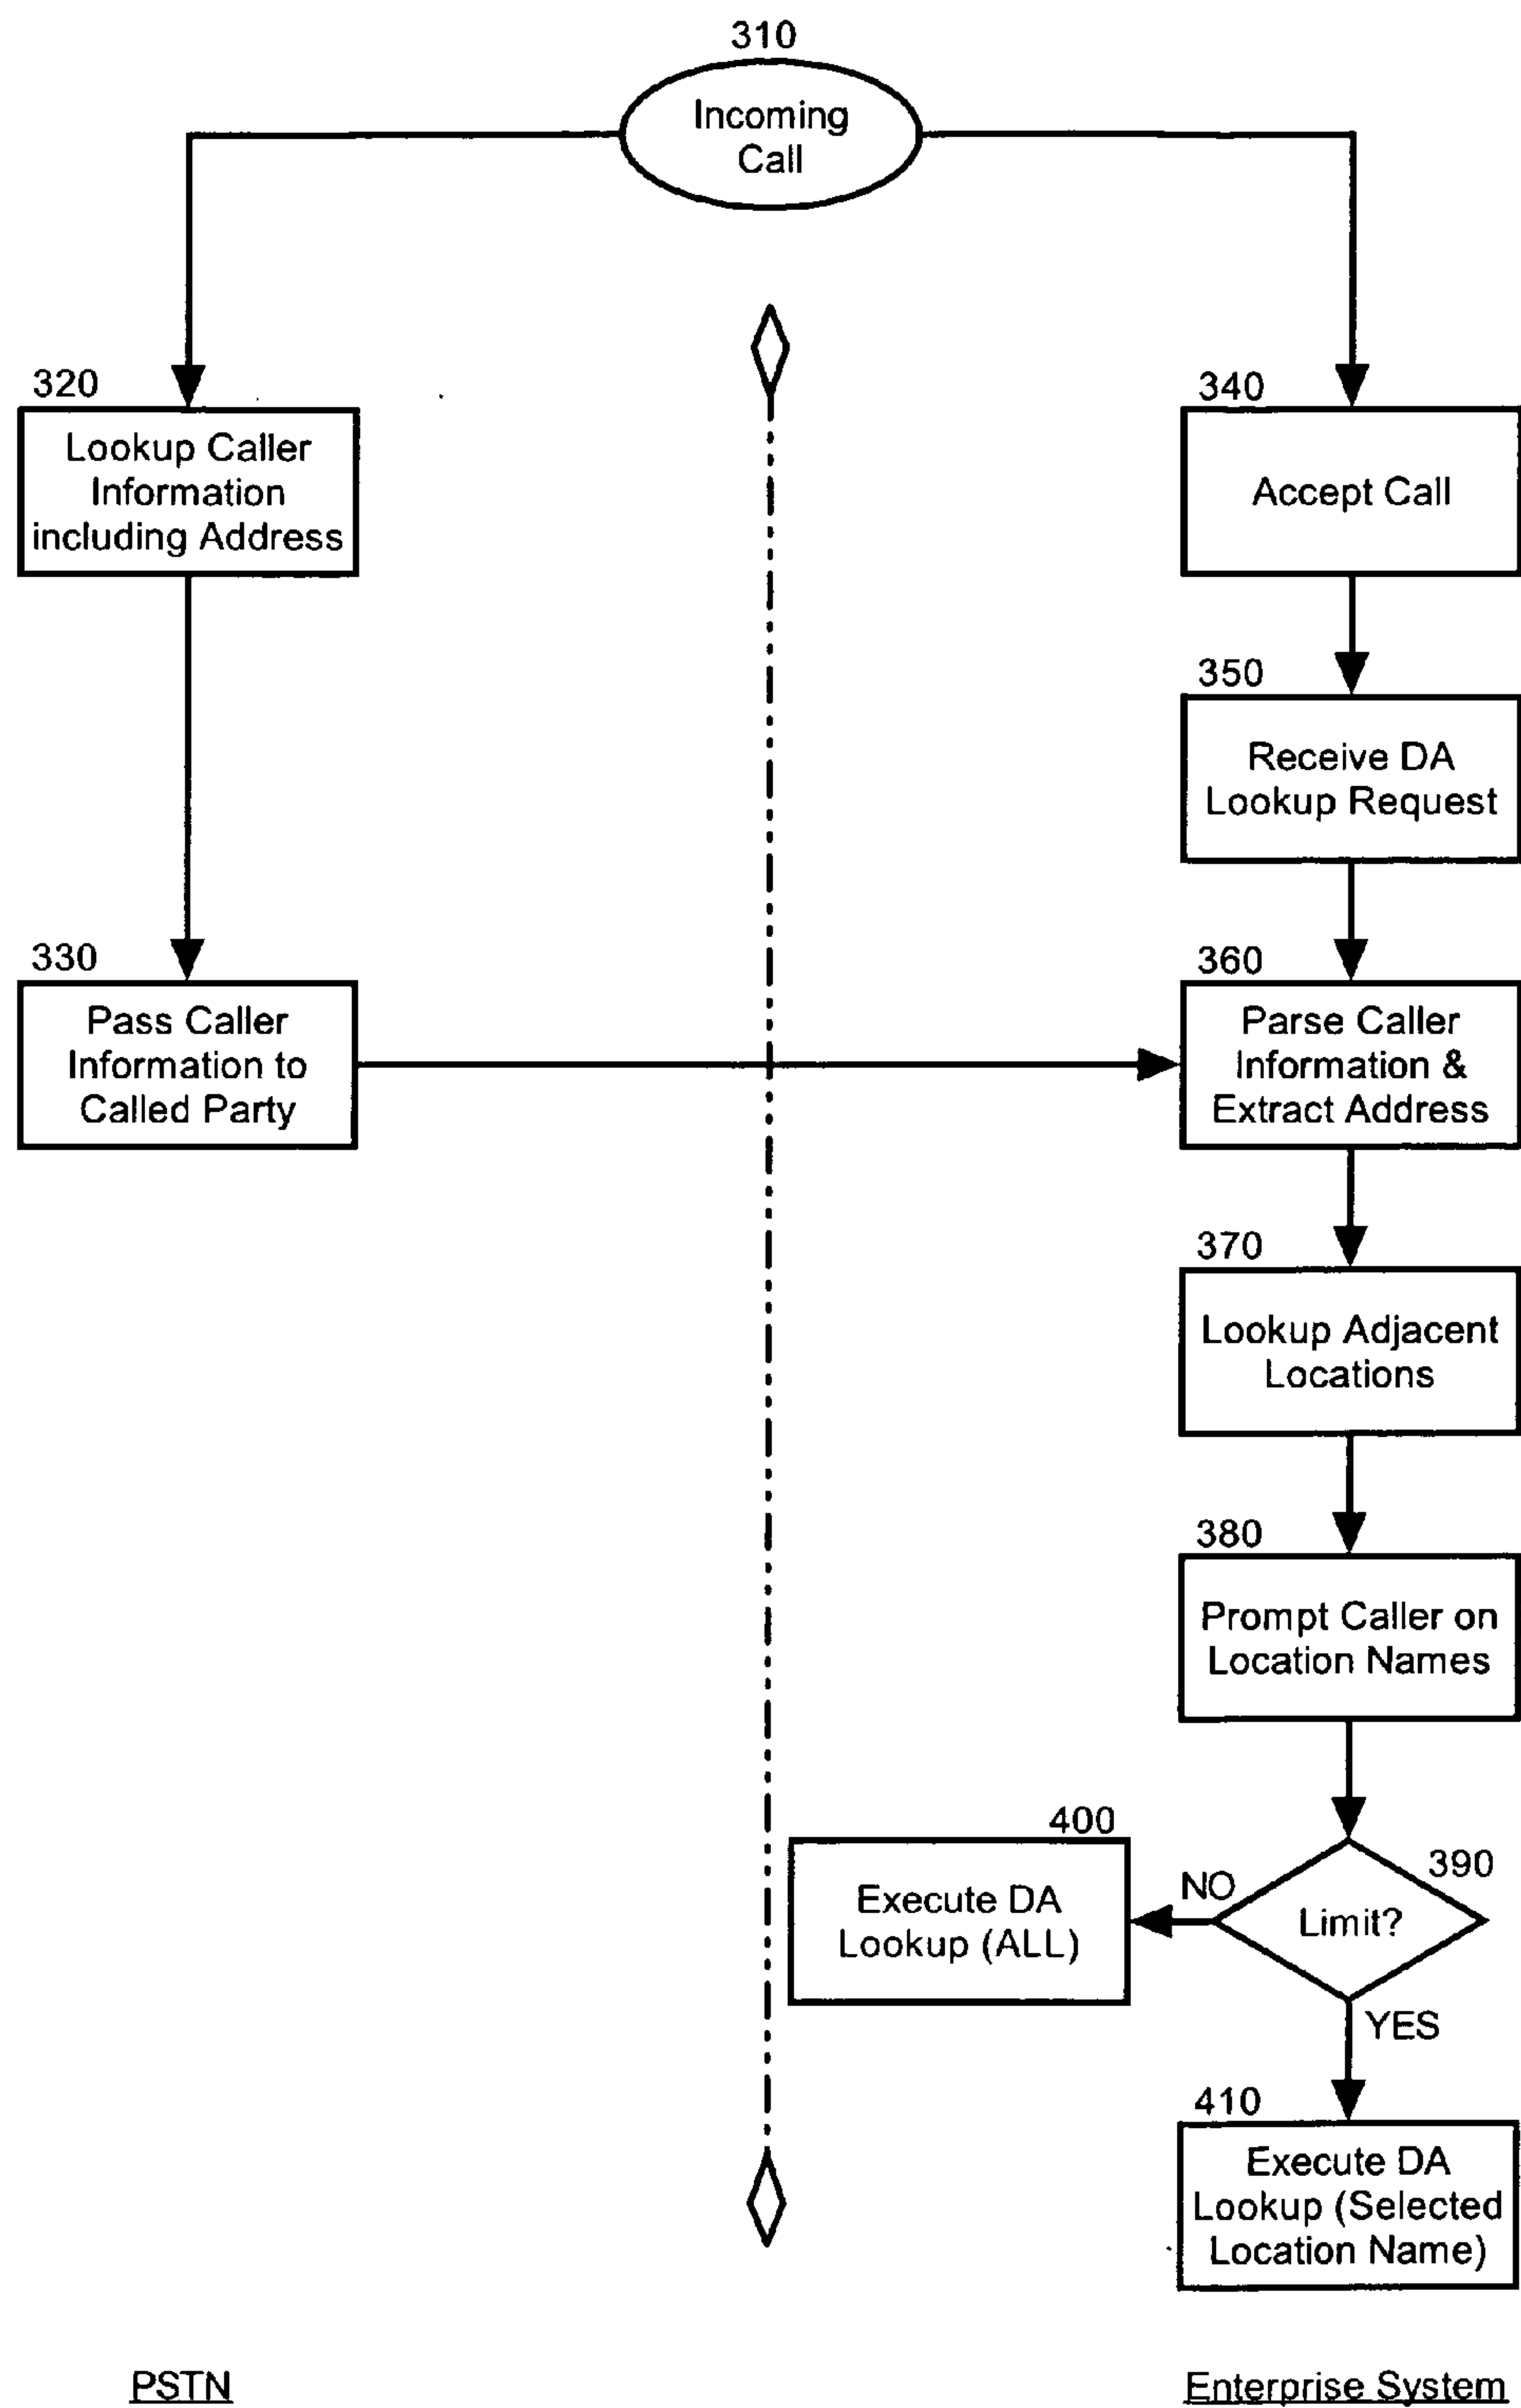 310
Incoming
Call
320
Lookup Caller
Information
including Address
340
Accept Call
350
Receive DA
Lookup Request
330
Pass Caller
Information to
Called Party
360
Parse Caller
Information &
Extract Address
370
Lookup Adjacent
Locations
380
Prompt Caller on
Location Names
390
Limit?
NO
400
Execute DA
Lookup (ALL)
YES
410
Execute DA
Lookup (Selected
Location Name)
PSTN
Enterprise System